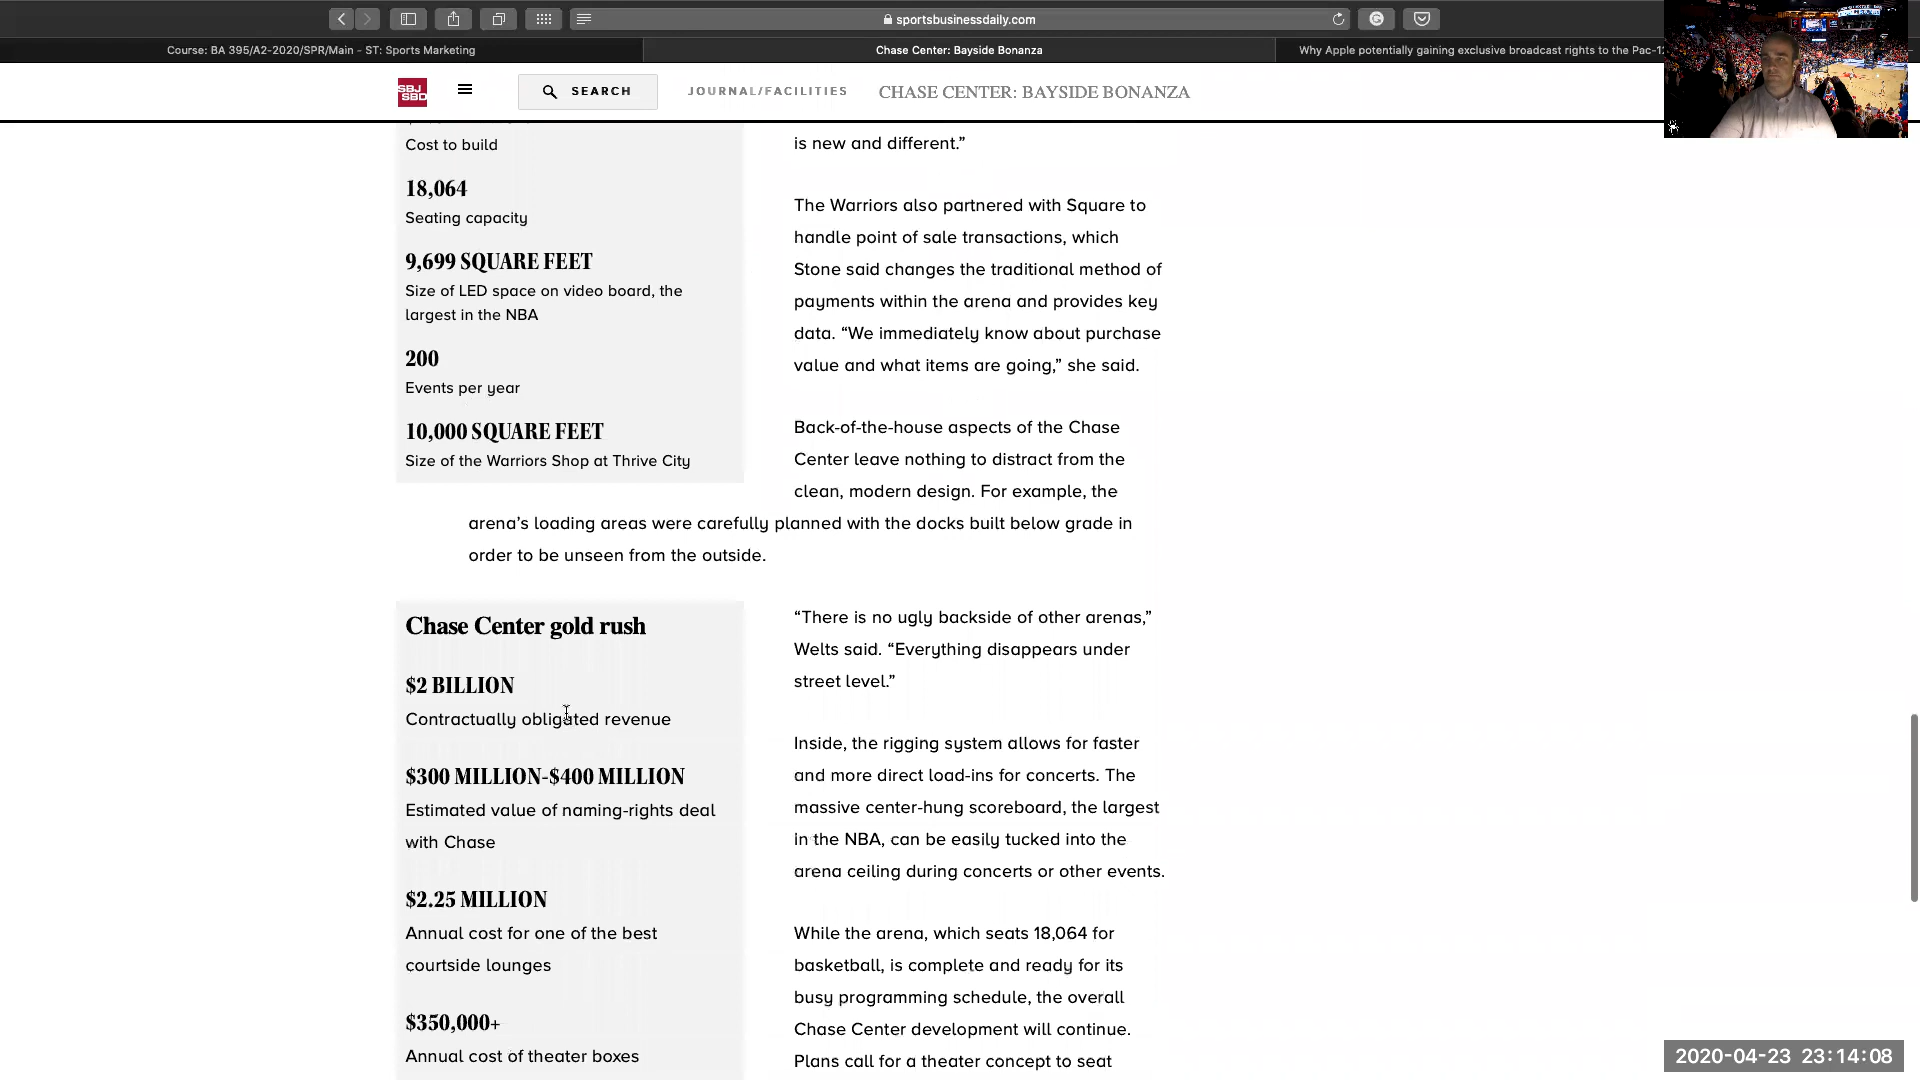 sportsbusinessdaily.com
Course: BA 395/A2-2020/SPR/Main - ST: Sports Marketing
Chase Center: Bayside Bonanza
Why Apple potentially gaining exclusive broadcast rights to the Pac-12
SBJ
SBD
SEARCH
JOURNAL/FACILITIES
CHASE CENTER: BAYSIDE BONANZA
Cost to build
18,064
Seating capacity
9,699 SQUARE FEET
Size of LED space on video board, the
largest in the NBA
200
Events per year
10,000 SQUARE FEET
Size of the Warriors Shop at Thrive City
is new and different.”
The Warriors also partnered with Square to
handle point of sale transactions, which
Stone said changes the traditional method of
payments within the arena and provides key
data. “We immediately know about purchase
value and what items are going,” she said.
Back-of-the-house aspects of the Chase
Center leave nothing to distract from the
clean, modern design. For example, the
arena’s loading areas were carefully planned with the docks built below grade in
order to be unseen from the outside.
Chase Center gold rush
$2 BILLION
Contractually obligated revenue
$300 MILLION-$400 MILLION
Estimated value of naming-rights deal
with Chase
$2.25 MILLION
Annual cost for one of the best
courtside lounges
$350,000+
Annual cost of theater boxes
“There is no ugly backside of other arenas,”
Welts said. “Everything disappears under
street level.”
Inside, the rigging system allows for faster
and more direct load-ins for concerts. The
massive center-hung scoreboard, the largest
in the NBA, can be easily tucked into the
arena ceiling during concerts or other events.
While the arena, which seats 18,064 for
basketball, is complete and ready for its
busy programming schedule, the overall
Chase Center development will continue.
Plans call for a theater concept to seat
2020-04-23 23:14:08